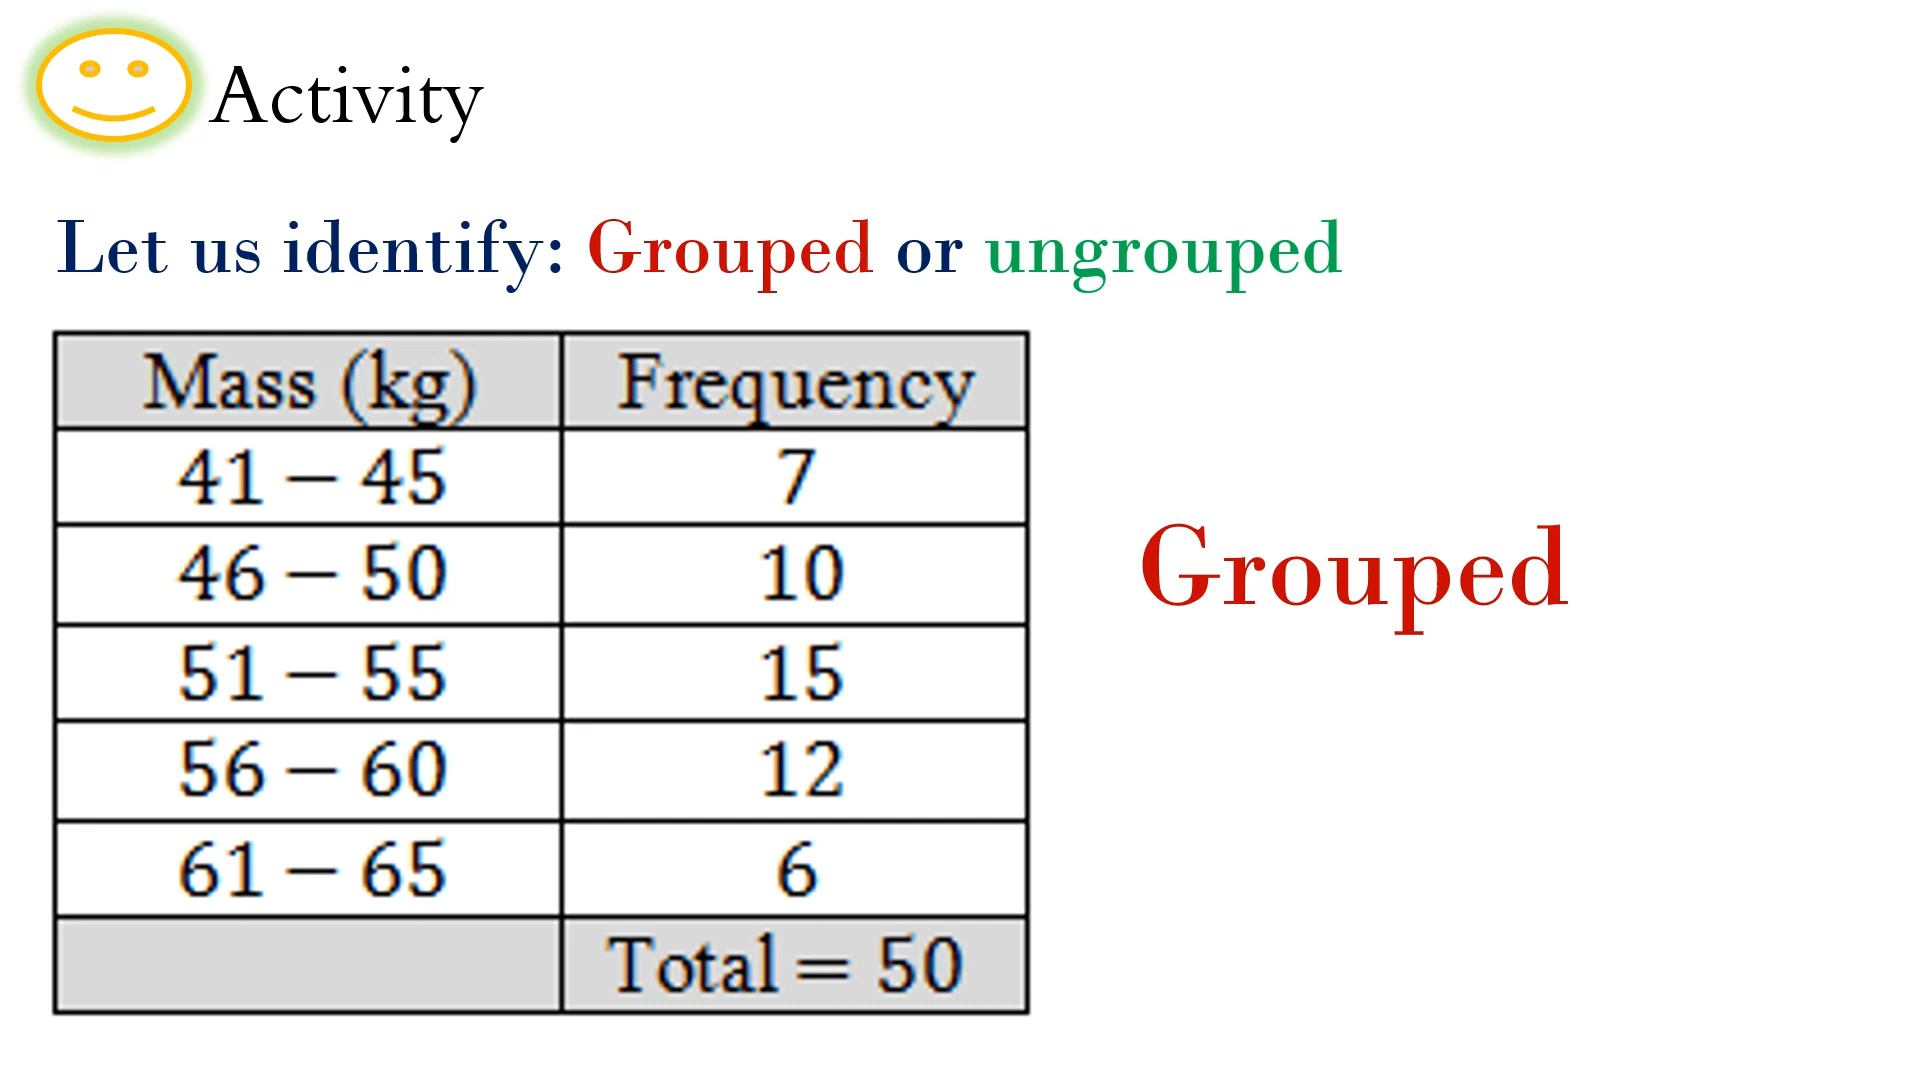 Activity
Let us identify: Grouped or ungrouped
Mass (kg) Frequency
41 – 45 7
46 – 50 10
51 – 55 15
56 – 60 12
61 – 65 6
Total = 50
Grouped